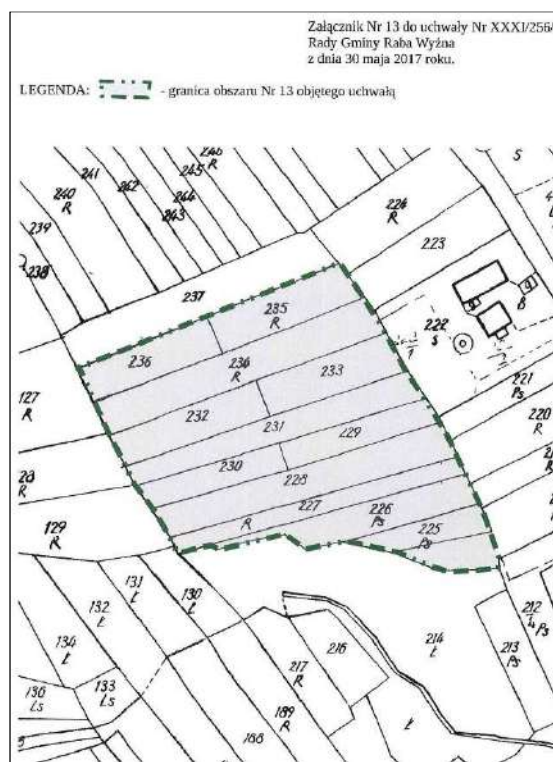 Załącznik Nr 13 do uchwały Nr XXXI/256/
Rady Gminy Raba Wyżna
z dnia 30 maja 2017 roku.
LEGENDA: - granica obszaru Nr 13 objętego uchwałą
246
R
245
241
242
244
243
240
R
239
238
S
224
R
223
237
235
R
236
236
R
233
222
S
B
221
Ps
220
R
127
R
232
231
229
230
228
227
R
226
Ps
225
Ps
128
R
129
R
131
Ł
130
Ł
132
Ł
134
Ł
133
Ls
136
Ls
212
Ps
213
Ps
214
Ł
216
217
R
189
R
188
Ł